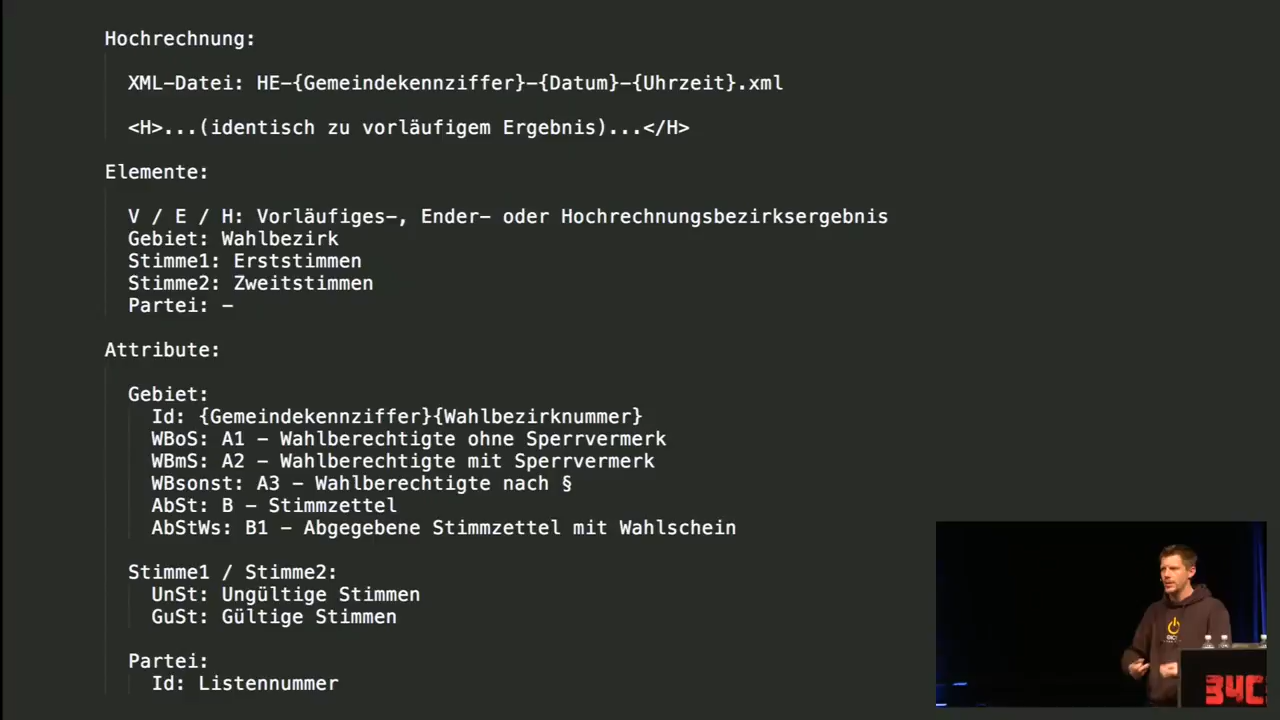 Hochrechnung:
XML-Datei: HE-{Gemeindekennziffer}-{Datum}-{Uhrzeit}.xml
<H>...(identisch zu vorläufigem Ergebnis)...</H>
Elemente:
V / E / H: Vorläufiges-, Ender- oder Hochrechnungsbezirksergebnis
Gebiet: Wahlbezirk
Stimme1: Erststimmen
Stimme2: Zweitstimmen
Partei: -
Attribute:
Gebiet:
Id: {Gemeindekennziffer}{Wahlbezirknummer}
WBoS: A1 - Wahlberechtigte ohne Sperrvermerk
WBmS: A2 - Wahlberechtigte mit Sperrvermerk
WBsonst: A3 - Wahlberechtigte nach §
AbSt: B - Stimmzettel
AbStWs: B1 - Abgegebene Stimmzettel mit Wahlschein
Stimme1 / Stimme2:
UnSt: Ungültige Stimmen
GuSt: Gültige Stimmen
Partei:
Id: Listennummer
34C